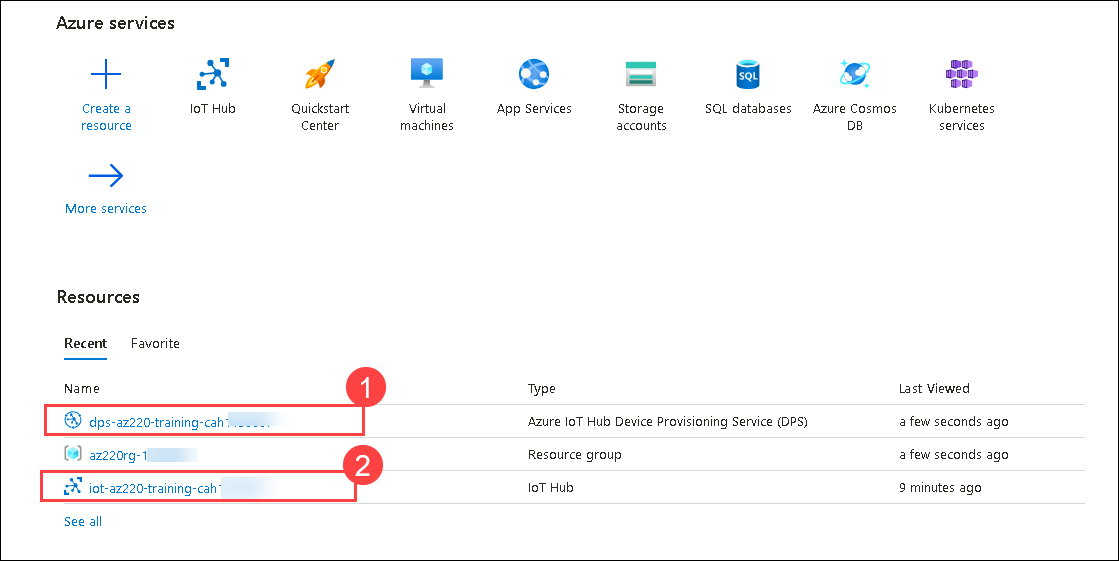 Azure services
Create a
resource
IoT Hub
Quickstart
Center
Virtual
machines
App Services
Storage
accounts
SQL
SQL databases
Azure Cosmos
DB
Kubernetes
services
More services
Resources
Recent
Favorite
Name
Type
Last Viewed
1
dps-az220-training-cah
Azure IoT Hub Device Provisioning Service (DPS)
a few seconds ago
az220rg-1
Resource group
a few seconds ago
2
iot-az220-training-cah
IoT Hub
9 minutes ago
See all